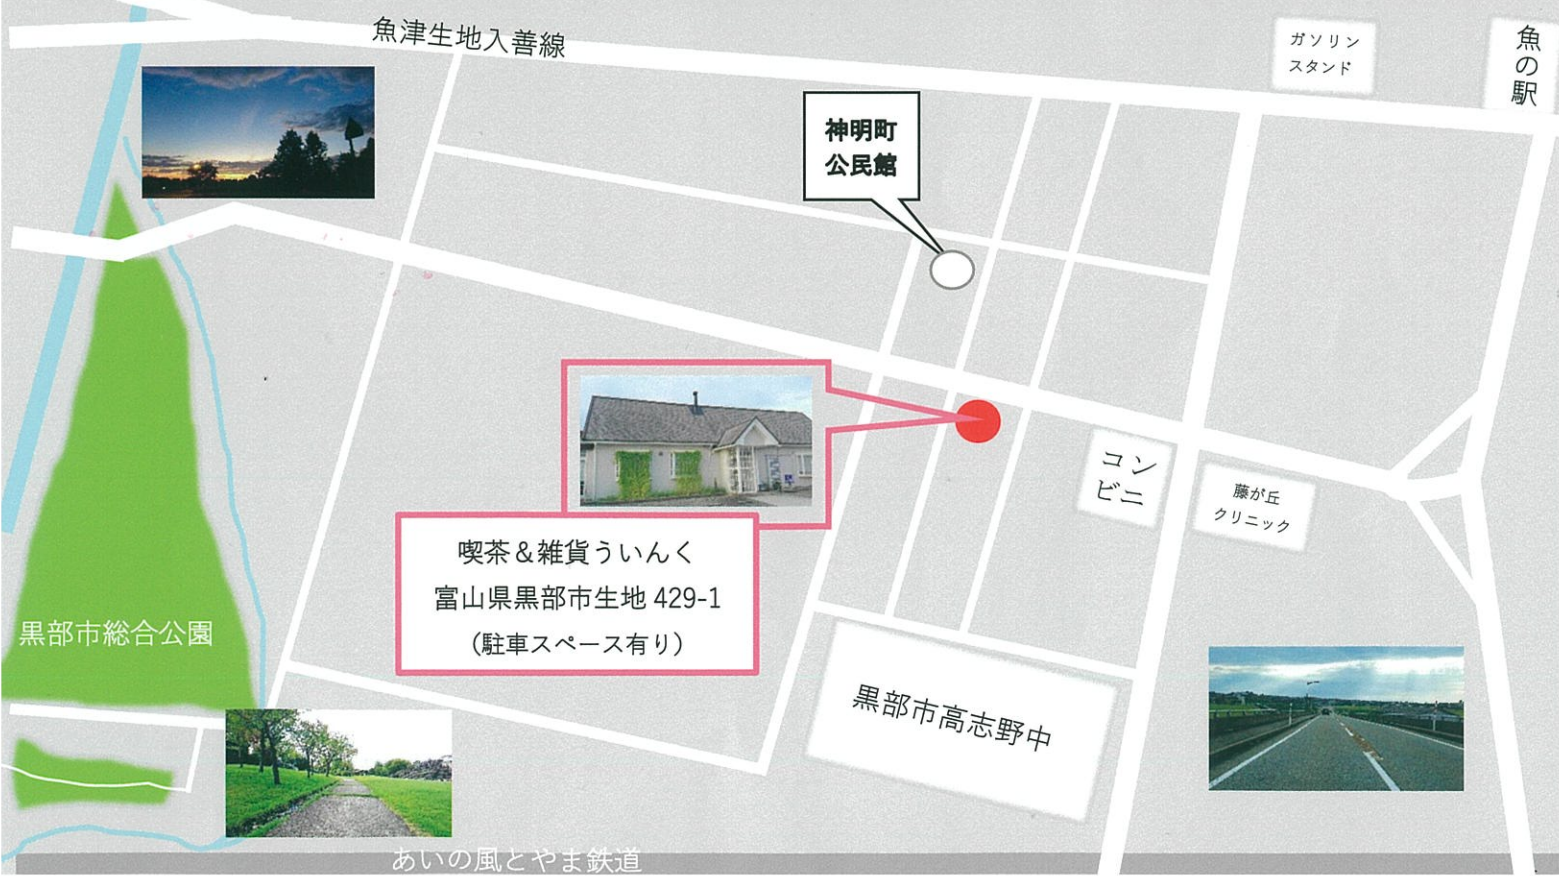 魚津生地入善線
ガソリン
スタンド
魚の駅
神明町
公民館
コン
ビニ
藤が丘
クリニック
喫茶＆雑貨ういんく
富山県黒部市生地 429-1
（駐車スペース有り）
黒部市総合公園
黒部市高志野中
あいの風とやま鉄道